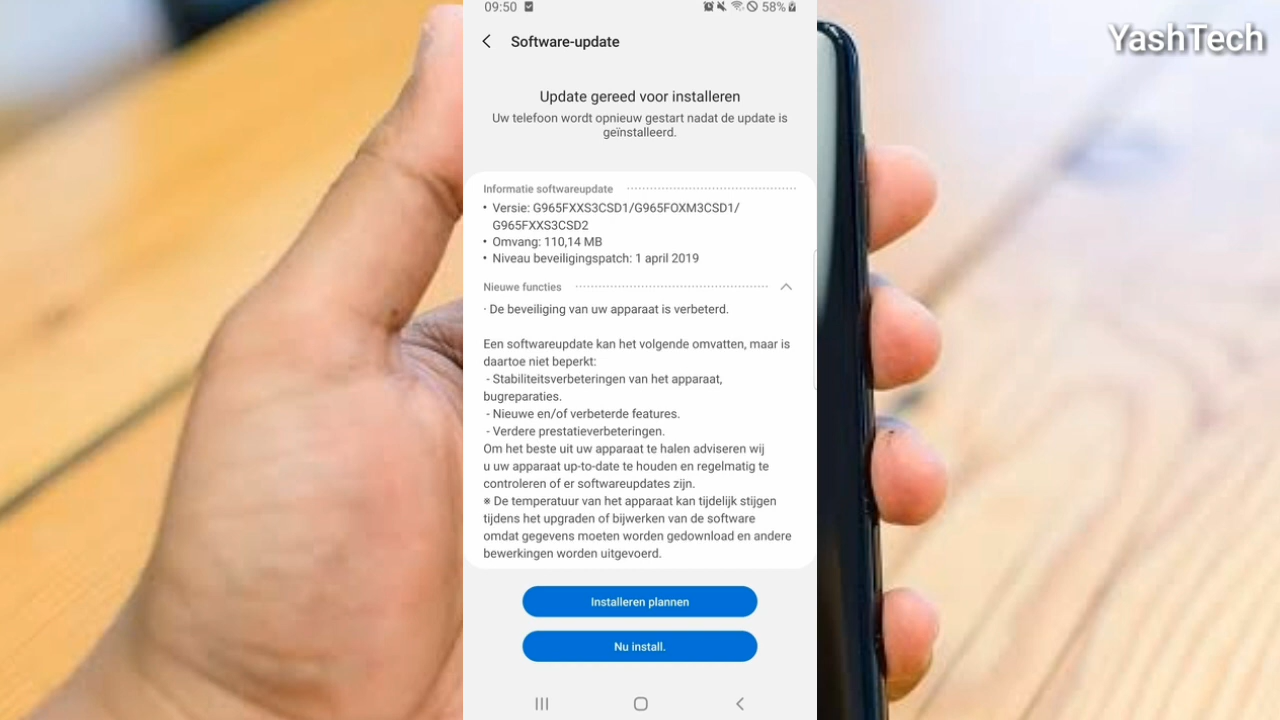 09:50
58%
YashTech
Software-update
Update gereed voor installeren
Uw telefoon wordt opnieuw gestart nadat de update is
geïnstalleerd.
Informatie softwareupdate
• Versie: G965FXXS3CSD1/G965FOXM3CSD1/
G965FXXS3CSD2
• Omvang: 110,14 MB
• Niveau beveiligingspatch: 1 april 2019
Nieuwe functies
· De beveiliging van uw apparaat is verbeterd.
Een softwareupdate kan het volgende omvatten, maar is
daartoe niet beperkt:
- Stabiliteitsverbeteringen van het apparaat,
bugreparaties.
- Nieuwe en/of verbeterde features.
- Verdere prestatieverbeteringen.
Om het beste uit uw apparaat te halen adviseren wij
u uw apparaat up-to-date te houden en regelmatig te
controleren of er softwareupdates zijn.
※ De temperatuur van het apparaat kan tijdelijk stijgen
tijdens het upgraden of bijwerken van de software
omdat gegevens moeten worden gedownload en andere
bewerkingen worden uitgevoerd.
Installeren plannen
Nu install.